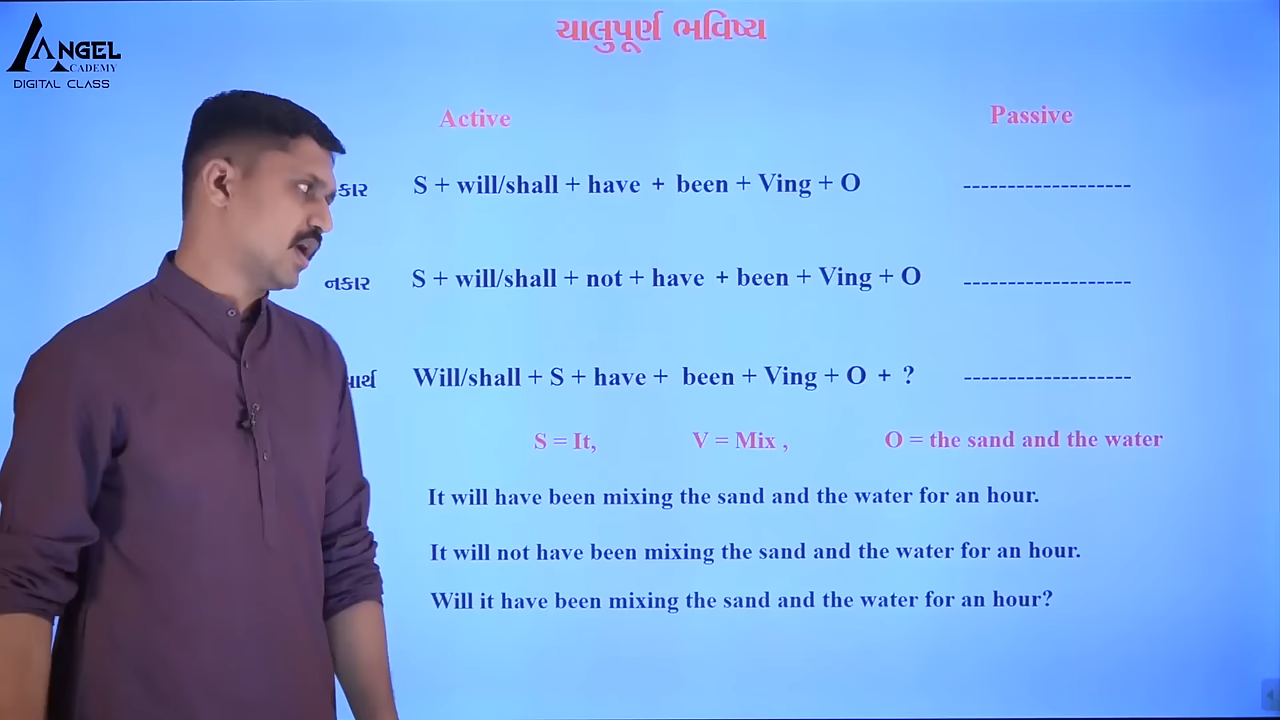 ANGEL
ACADEMY
DIGITAL CLASS
ચાલુપૂર્ણ ભવિષ્ય
Active Passive
S + will/shall + have + been + Ving + O -------------------
નકાર S + will/shall + not + have + been + Ving + O -------------------
Will/shall + S + have + been + Ving + O + ? -------------------
S = It, V = Mix , O = the sand and the water
It will have been mixing the sand and the water for an hour.
It will not have been mixing the sand and the water for an hour.
Will it have been mixing the sand and the water for an hour?